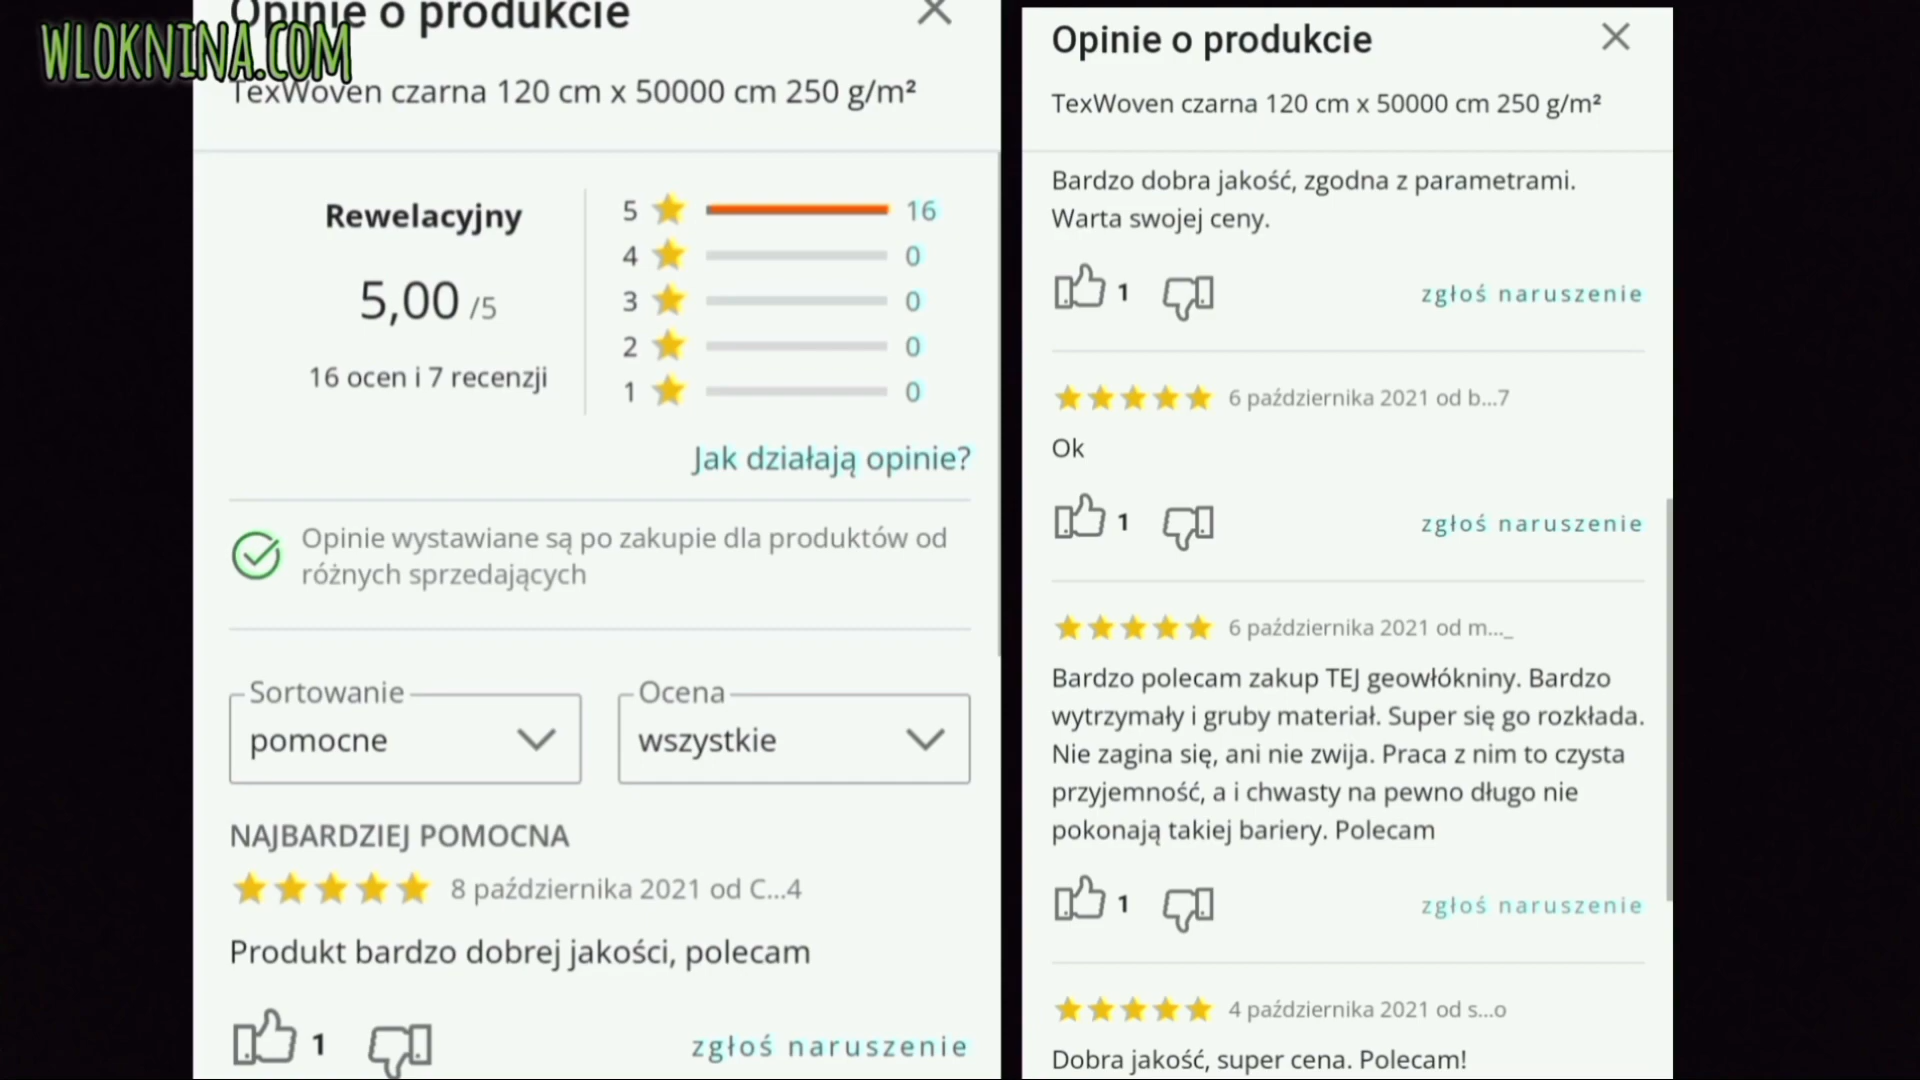 WLOKNINA.COM
Opinie o produkcie
TexWoven czarna 120 cm x 50000 cm 250 g/m²
Rewelacyjny
5,00 /5
16 ocen i 7 recenzji
5 16
4 0
3 0
2 0
1 0
Jak działają opinie?
Opinie wystawiane są po zakupie dla produktów od
różnych sprzedających
Sortowanie
pomocne
Ocena
wszystkie
NAJBARDZIEJ POMOCNA
8 października 2021 od C...4
Produkt bardzo dobrej jakości, polecam
1
zgłoś naruszenie
Opinie o produkcie
TexWoven czarna 120 cm x 50000 cm 250 g/m²
Bardzo dobra jakość, zgodna z parametrami.
Warta swojej ceny.
1
zgłoś naruszenie
6 października 2021 od b...7
Ok
1
zgłoś naruszenie
6 października 2021 od m..._
Bardzo polecam zakup TEJ geowłókniny. Bardzo
wytrzymały i gruby materiał. Super się go rozkłada.
Nie zagina się, ani nie zwija. Praca z nim to czysta
przyjemność, a i chwasty na pewno długo nie
pokonają takiej bariery. Polecam
1
zgłoś naruszenie
4 października 2021 od s...o
Dobra jakość, super cena. Polecam!